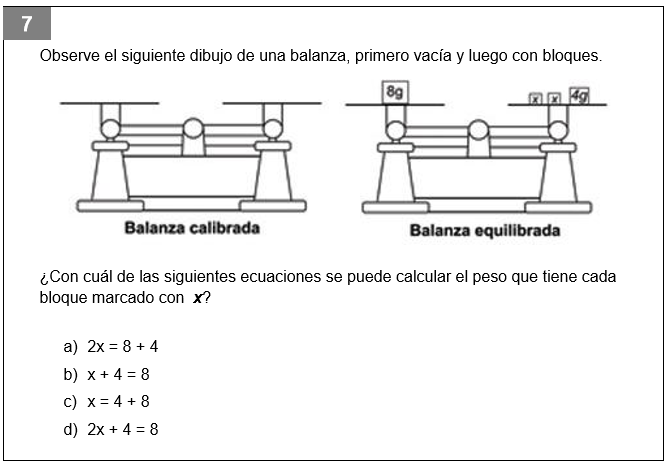 7
Observe el siguiente dibujo de una balanza, primero vacía y luego con bloques.
8g
x x 4g
Balanza calibrada
Balanza equilibrada
¿Con cuál de las siguientes ecuaciones se puede calcular el peso que tiene cada
bloque marcado con x?
a) 2x = 8 + 4
b) x + 4 = 8
c) x = 4 + 8
d) 2x + 4 = 8